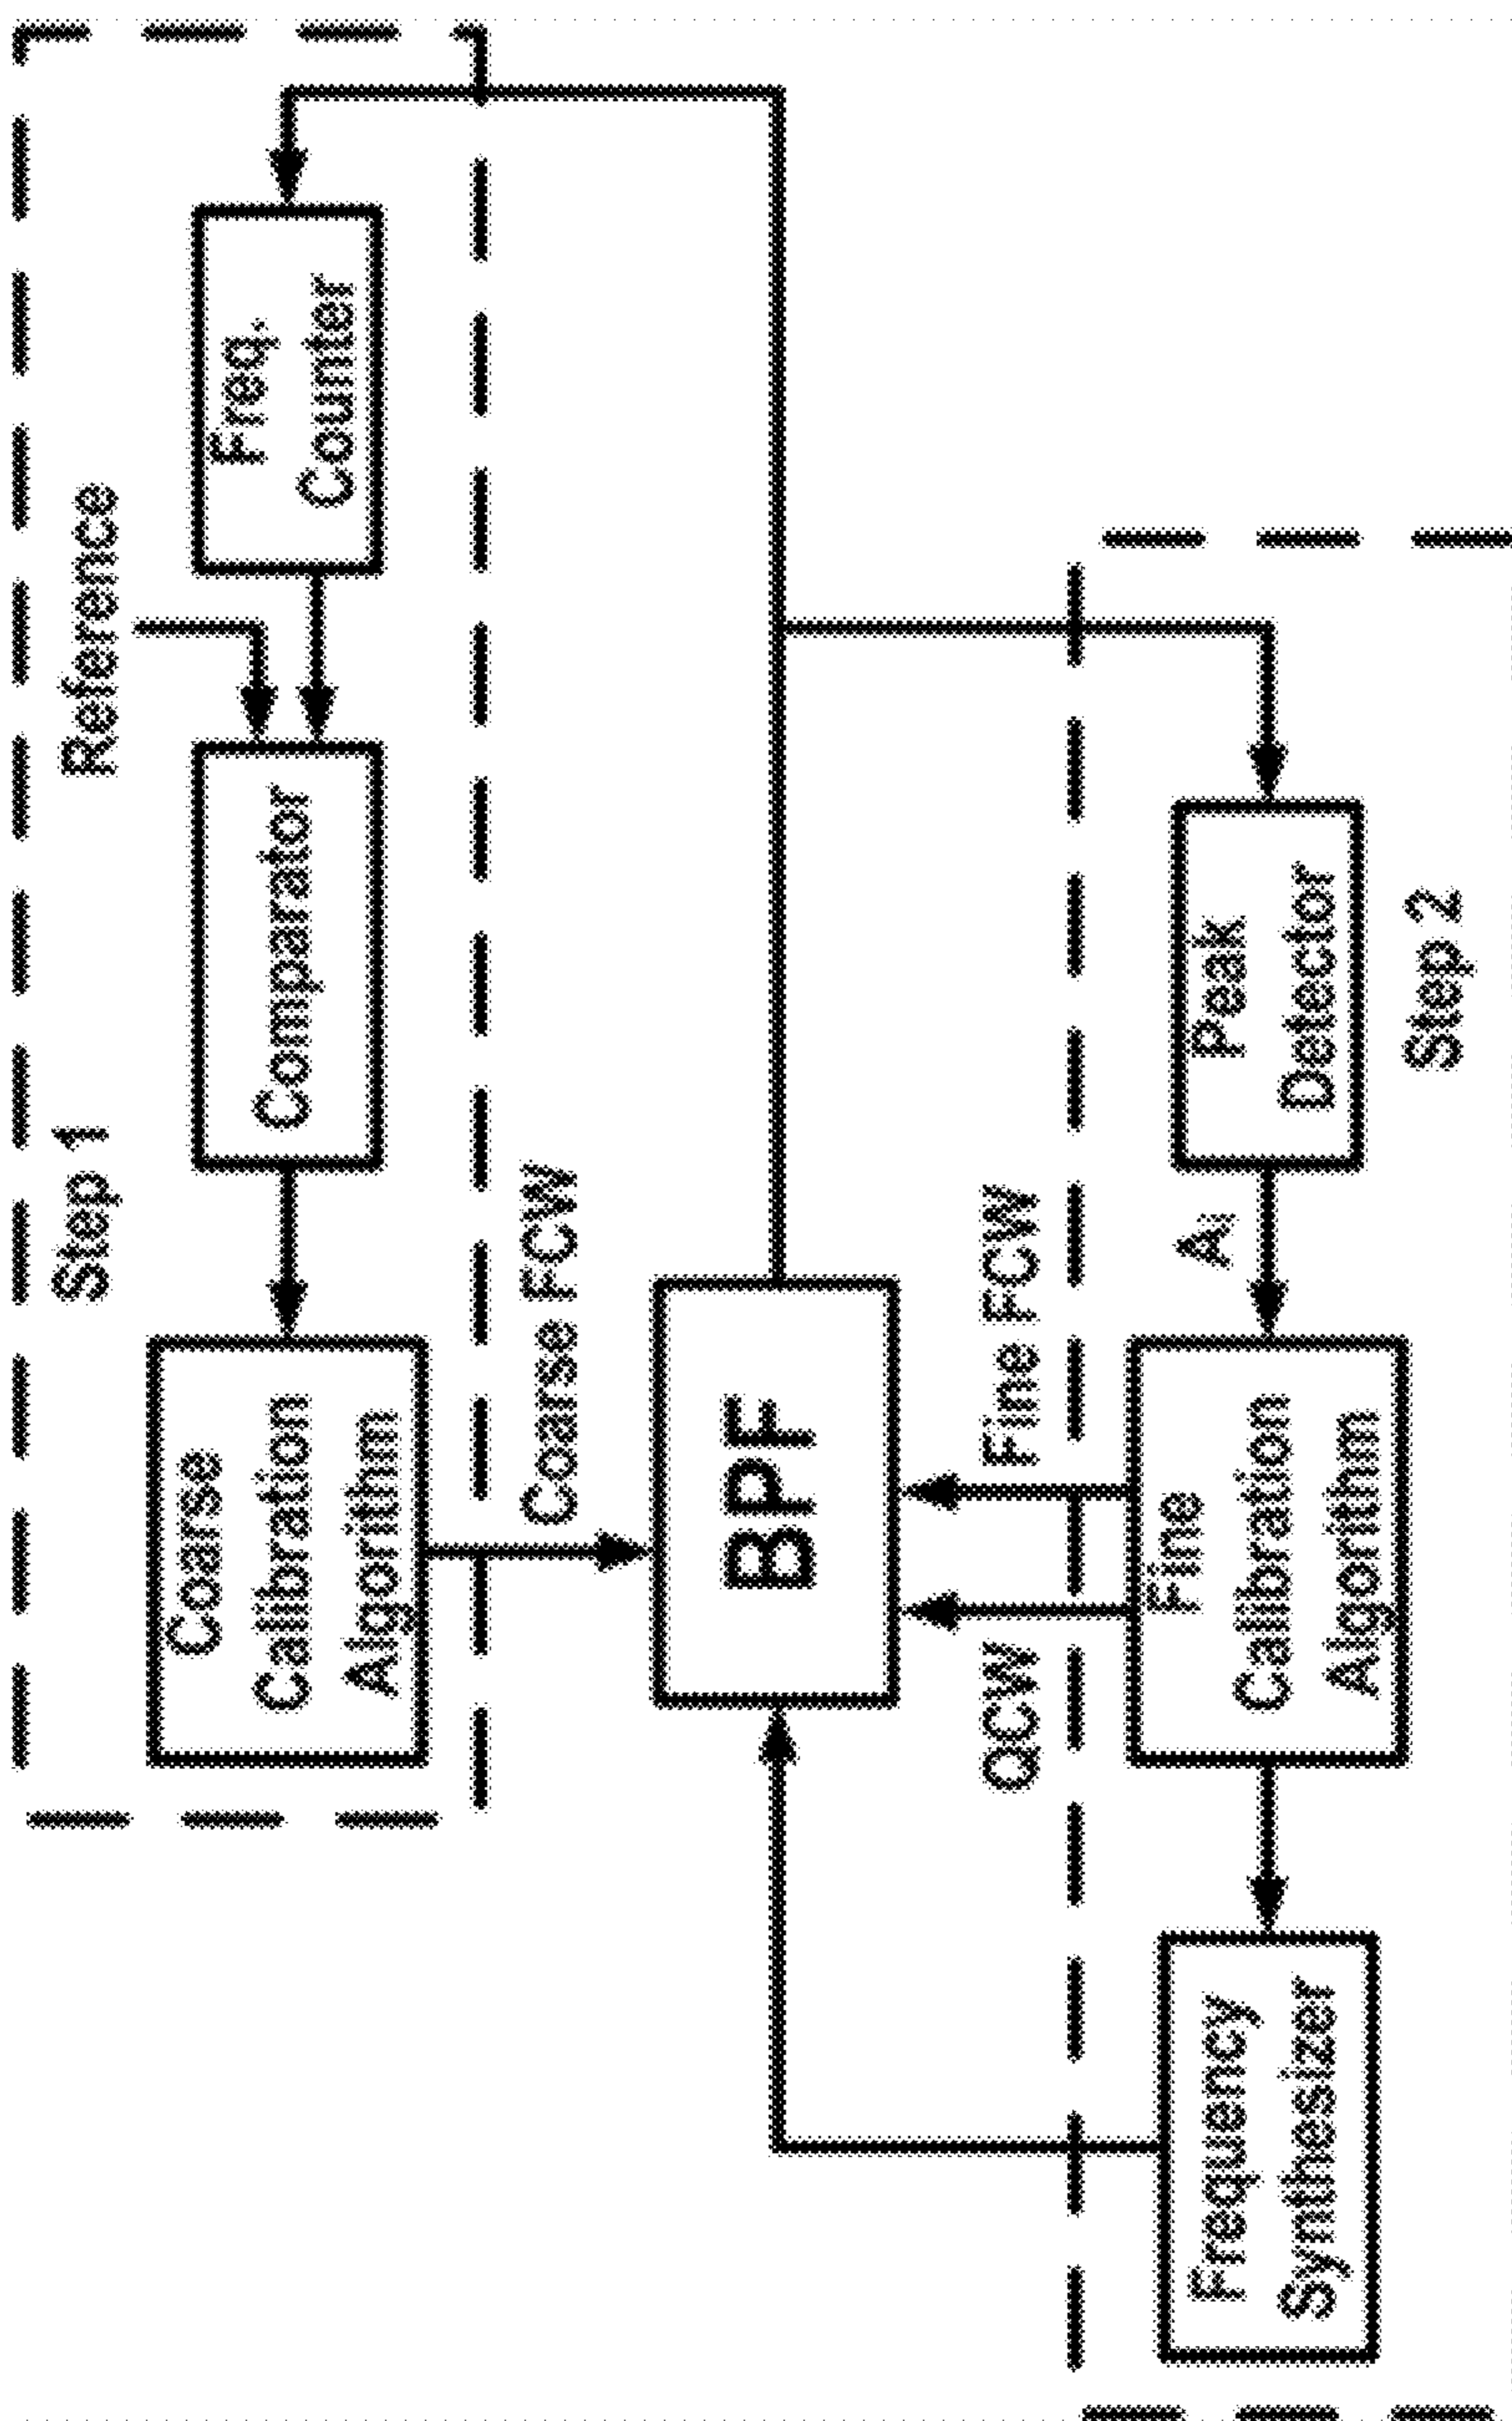 Step 1
Reference
Coarse
Calibration
Algorithm
Comparator
Freq.
Counter
Coarse FCW
BPF
QCW
Fine FCW
Frequency
Synthesizer
Fine
Calibration
Algorithm
Ai
Peak
Detector
Step 2